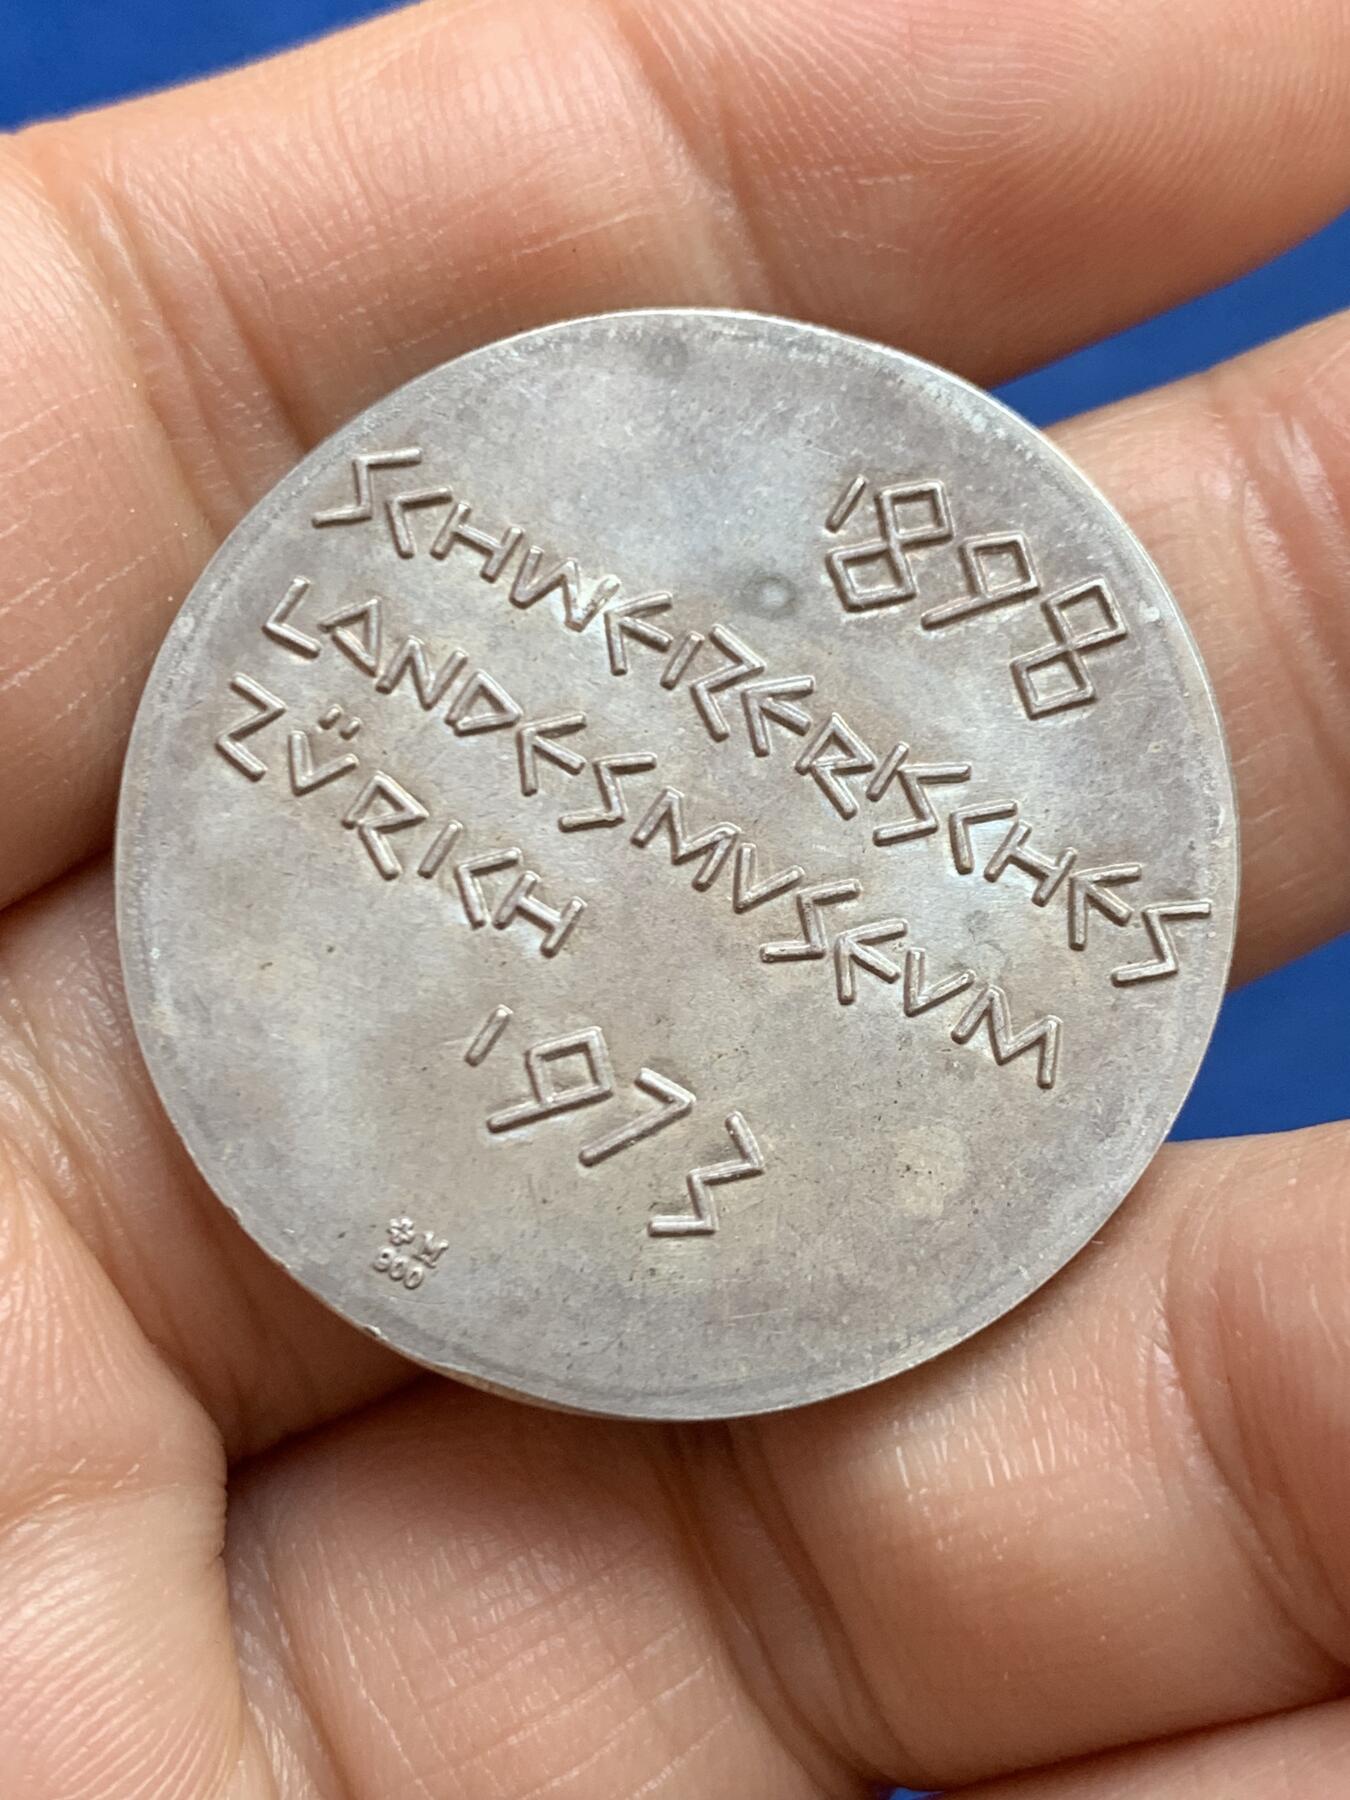 1898
SCHWEIZERISCHES
LANDESMUSEUM
ZÜRICH
1973
M
900